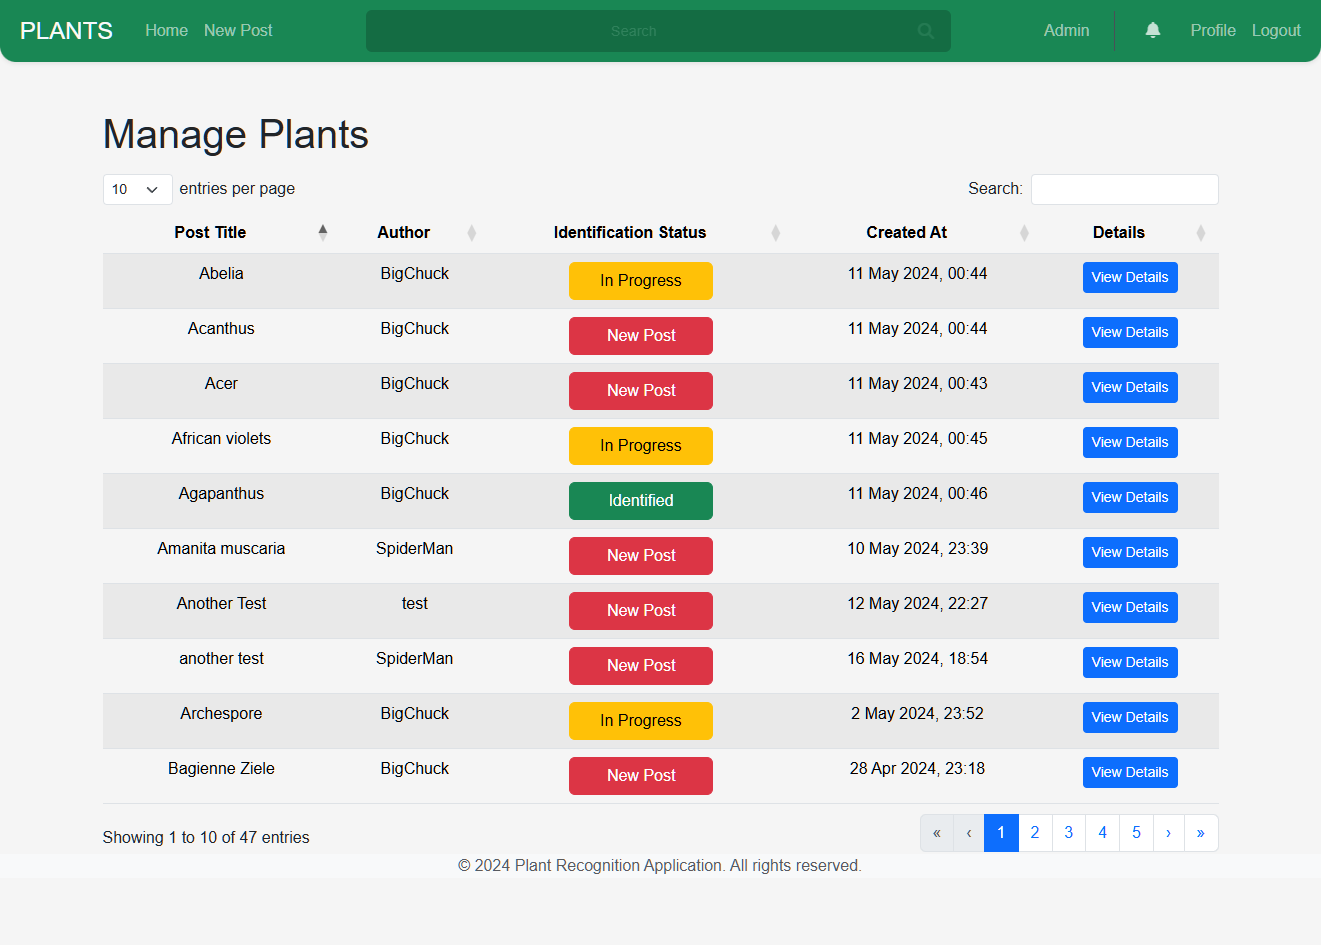 PLANTS Home New Post Search Admin Profile Logout
Manage Plants
10 entries per page Search:
Post Title Author Identification Status Created At Details
Abelia BigChuck In Progress 11 May 2024, 00:44 View Details
Acanthus BigChuck New Post 11 May 2024, 00:44 View Details
Acer BigChuck New Post 11 May 2024, 00:43 View Details
African violets BigChuck In Progress 11 May 2024, 00:45 View Details
Agapanthus BigChuck Identified 11 May 2024, 00:46 View Details
Amanita muscaria SpiderMan New Post 10 May 2024, 23:39 View Details
Another Test test New Post 12 May 2024, 22:27 View Details
another test SpiderMan New Post 16 May 2024, 18:54 View Details
Archespore BigChuck In Progress 2 May 2024, 23:52 View Details
Bagienne Ziele BigChuck New Post 28 Apr 2024, 23:18 View Details
Showing 1 to 10 of 47 entries « ‹ 1 2 3 4 5 › »
© 2024 Plant Recognition Application. All rights reserved.